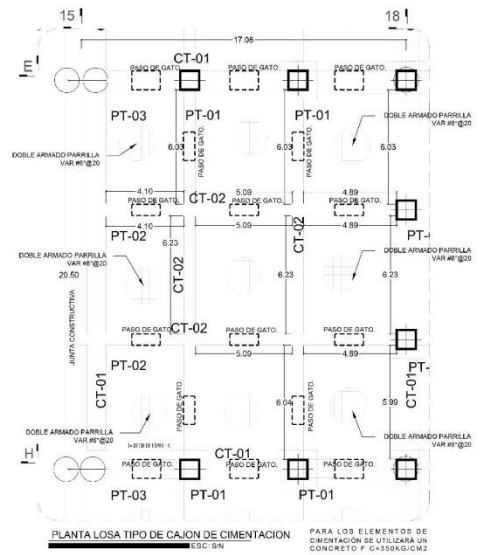 15
18
17.08
E
CT-01
PASO DE GATO.
PASO DE GATO.
PASO DE GATO.
PT-03
PT-01
PT-01
DOBLE ARMADO PARRILLA
VAR #6"@20
DOBLE ARMADO PARRILLA
VAR #6"@20
6.03
PASO DE GATO.
6.03
PASO DE GATO.
6.03
4.10
5.09
4.89
PASO DE GATO.
CT-02
PASO DE GATO.
PASO DE GATO.
4.10
5.09
4.89
PT-02
CT-02
PT-
6.23
CT-02
6.23
6.23
DOBLE ARMADO PARRILLA
VAR #6"@20
DOBLE ARMADO PARRILLA
VAR #6"@20
20.50
JUNTA CONSTRUCTIVA
PASO DE GATO.
CT-02
PASO DE GATO.
PASO DE GATO.
5.09
4.89
PT-02
PT-
CT-01
PASO DE GATO.
6.04
PASO DE GATO.
5.99
CT-01
DOBLE ARMADO PARRILLA
VAR #6"@20
DOBLE ARMADO PARRILLA
VAR #6"@20
CT-01
H
PASO DE GATO.
PASO DE GATO.
PASO DE GATO.
PT-03
PT-01
PT-01
PLANTA LOSA TIPO DE CAJON DE CIMENTACION
ESC: S/N
PARA LOS ELEMENTOS DE
CIMENTACIÓN SE UTILIZARÁ UN
CONCRETO F'C=350KG/CM2